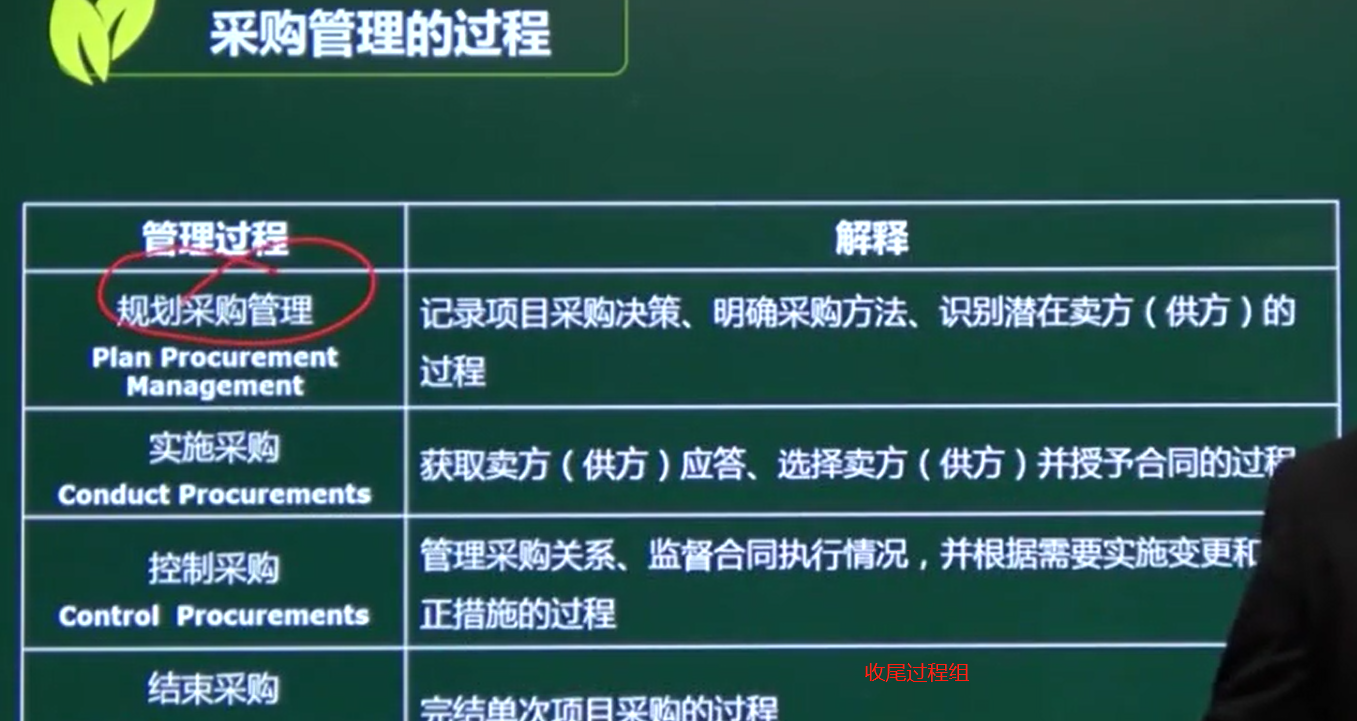 采购管理的过程
管理过程
解释
规划采购管理
Plan Procurement
Management
记录项目采购决策、明确采购方法、识别潜在卖方（供方）的
过程
实施采购
Conduct Procurements
获取卖方（供方）应答、选择卖方（供方）并授予合同的过程
控制采购
Control Procurements
管理采购关系、监督合同执行情况，并根据需要实施变更和
正措施的过程
结束采购
完结单次项目采购的过程
收尾过程组